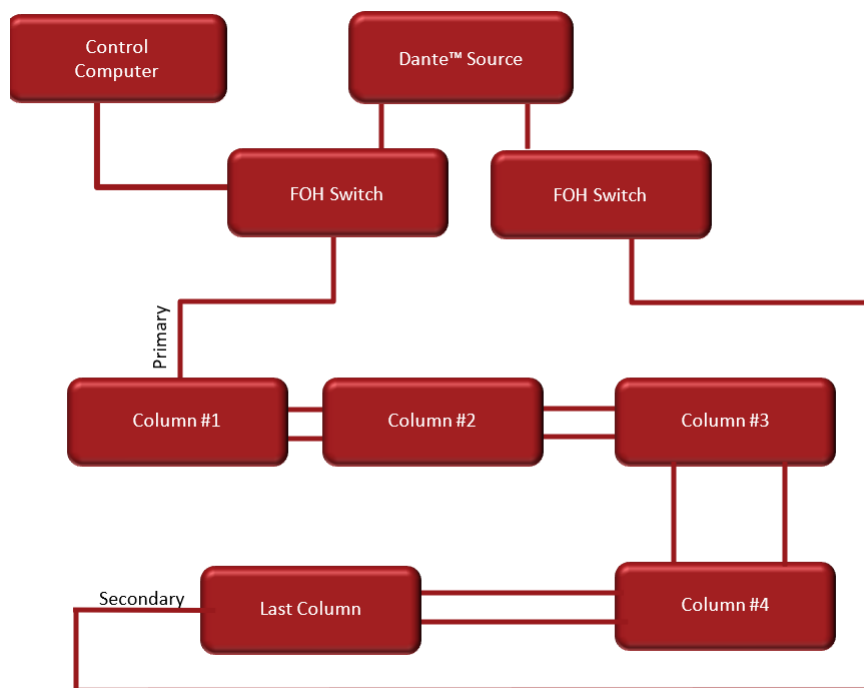 Control
Computer
Dante™ Source
FOH Switch
FOH Switch
Primary
Column #1
Column #2
Column #3
Secondary
Last Column
Column #4